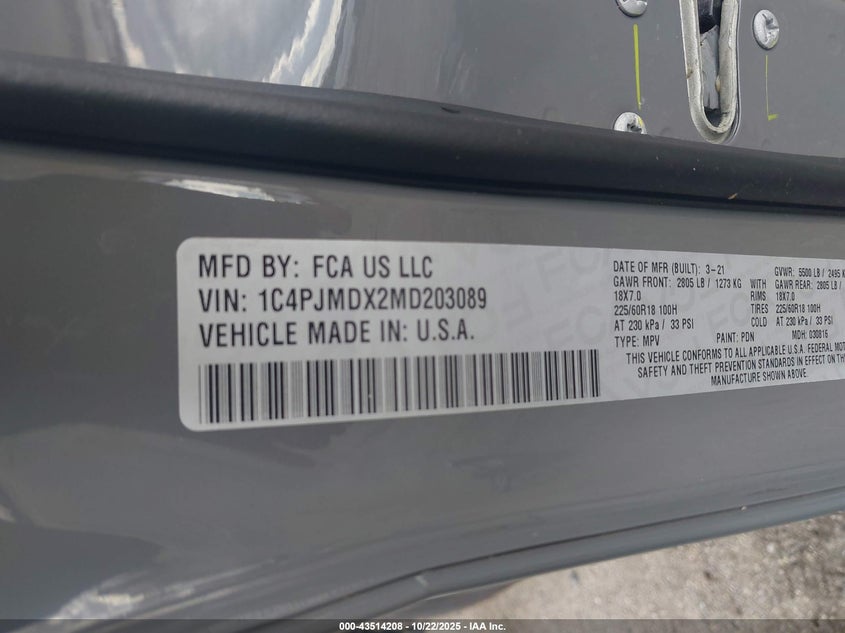 MFD BY: FCA US LLC
VIN: 1C4PJMDX2MD203089
VEHICLE MADE IN: U.S.A.
DATE OF MFR (BUILT): 3-21 GVWR: 5500 LB / 2495
GAWR FRONT: 2805 LB / 1273 KG WITH GAWR REAR: 2805 LB /
18X7.0 RIMS 18X7.0
225/60R18 100H TIRES 225/60R18 100H
AT 230 kPa / 33 PSI COLD AT 230 kPa / 33 PSI
TYPE: MPV PAINT: PDN MDH: 030816
THIS VEHICLE CONFORMS TO ALL APPLICABLE U.S.A. FEDERAL MOT
SAFETY AND THEFT PREVENTION STANDARDS IN EFFECT ON TH
MANUFACTURE SHOWN ABOVE.
000-43514208 | 10/22/2025 | IAA Inc.